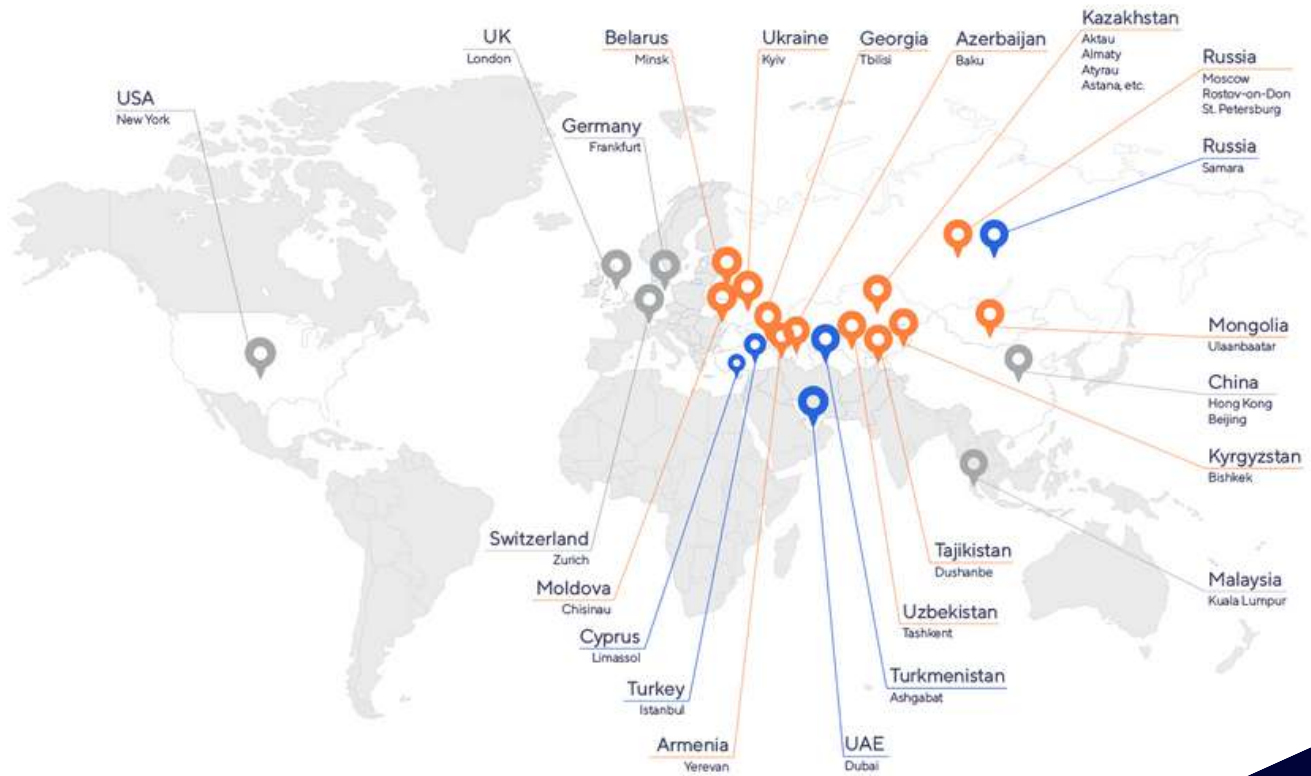 UK
London
Belarus
Minsk
Ukraine
Kyiv
Georgia
Tbilisi
Azerbaijan
Baku
Kazakhstan
Aktau
Almaty
Atyrau
Astana, etc.
Russia
Moscow
Rostov-on-Don
St. Petersburg
USA
New York
Germany
Frankfurt
Russia
Samara
Mongolia
Ulaanbaatar
China
Hong Kong
Beijing
Kyrgyzstan
Bishkek
Switzerland
Zurich
Tajikistan
Dushanbe
Moldova
Chisinau
Malaysia
Kuala Lumpur
Uzbekistan
Tashkent
Cyprus
Limassol
Turkey
Istanbul
Turkmenistan
Ashgabat
Armenia
Yerevan
UAE
Dubai